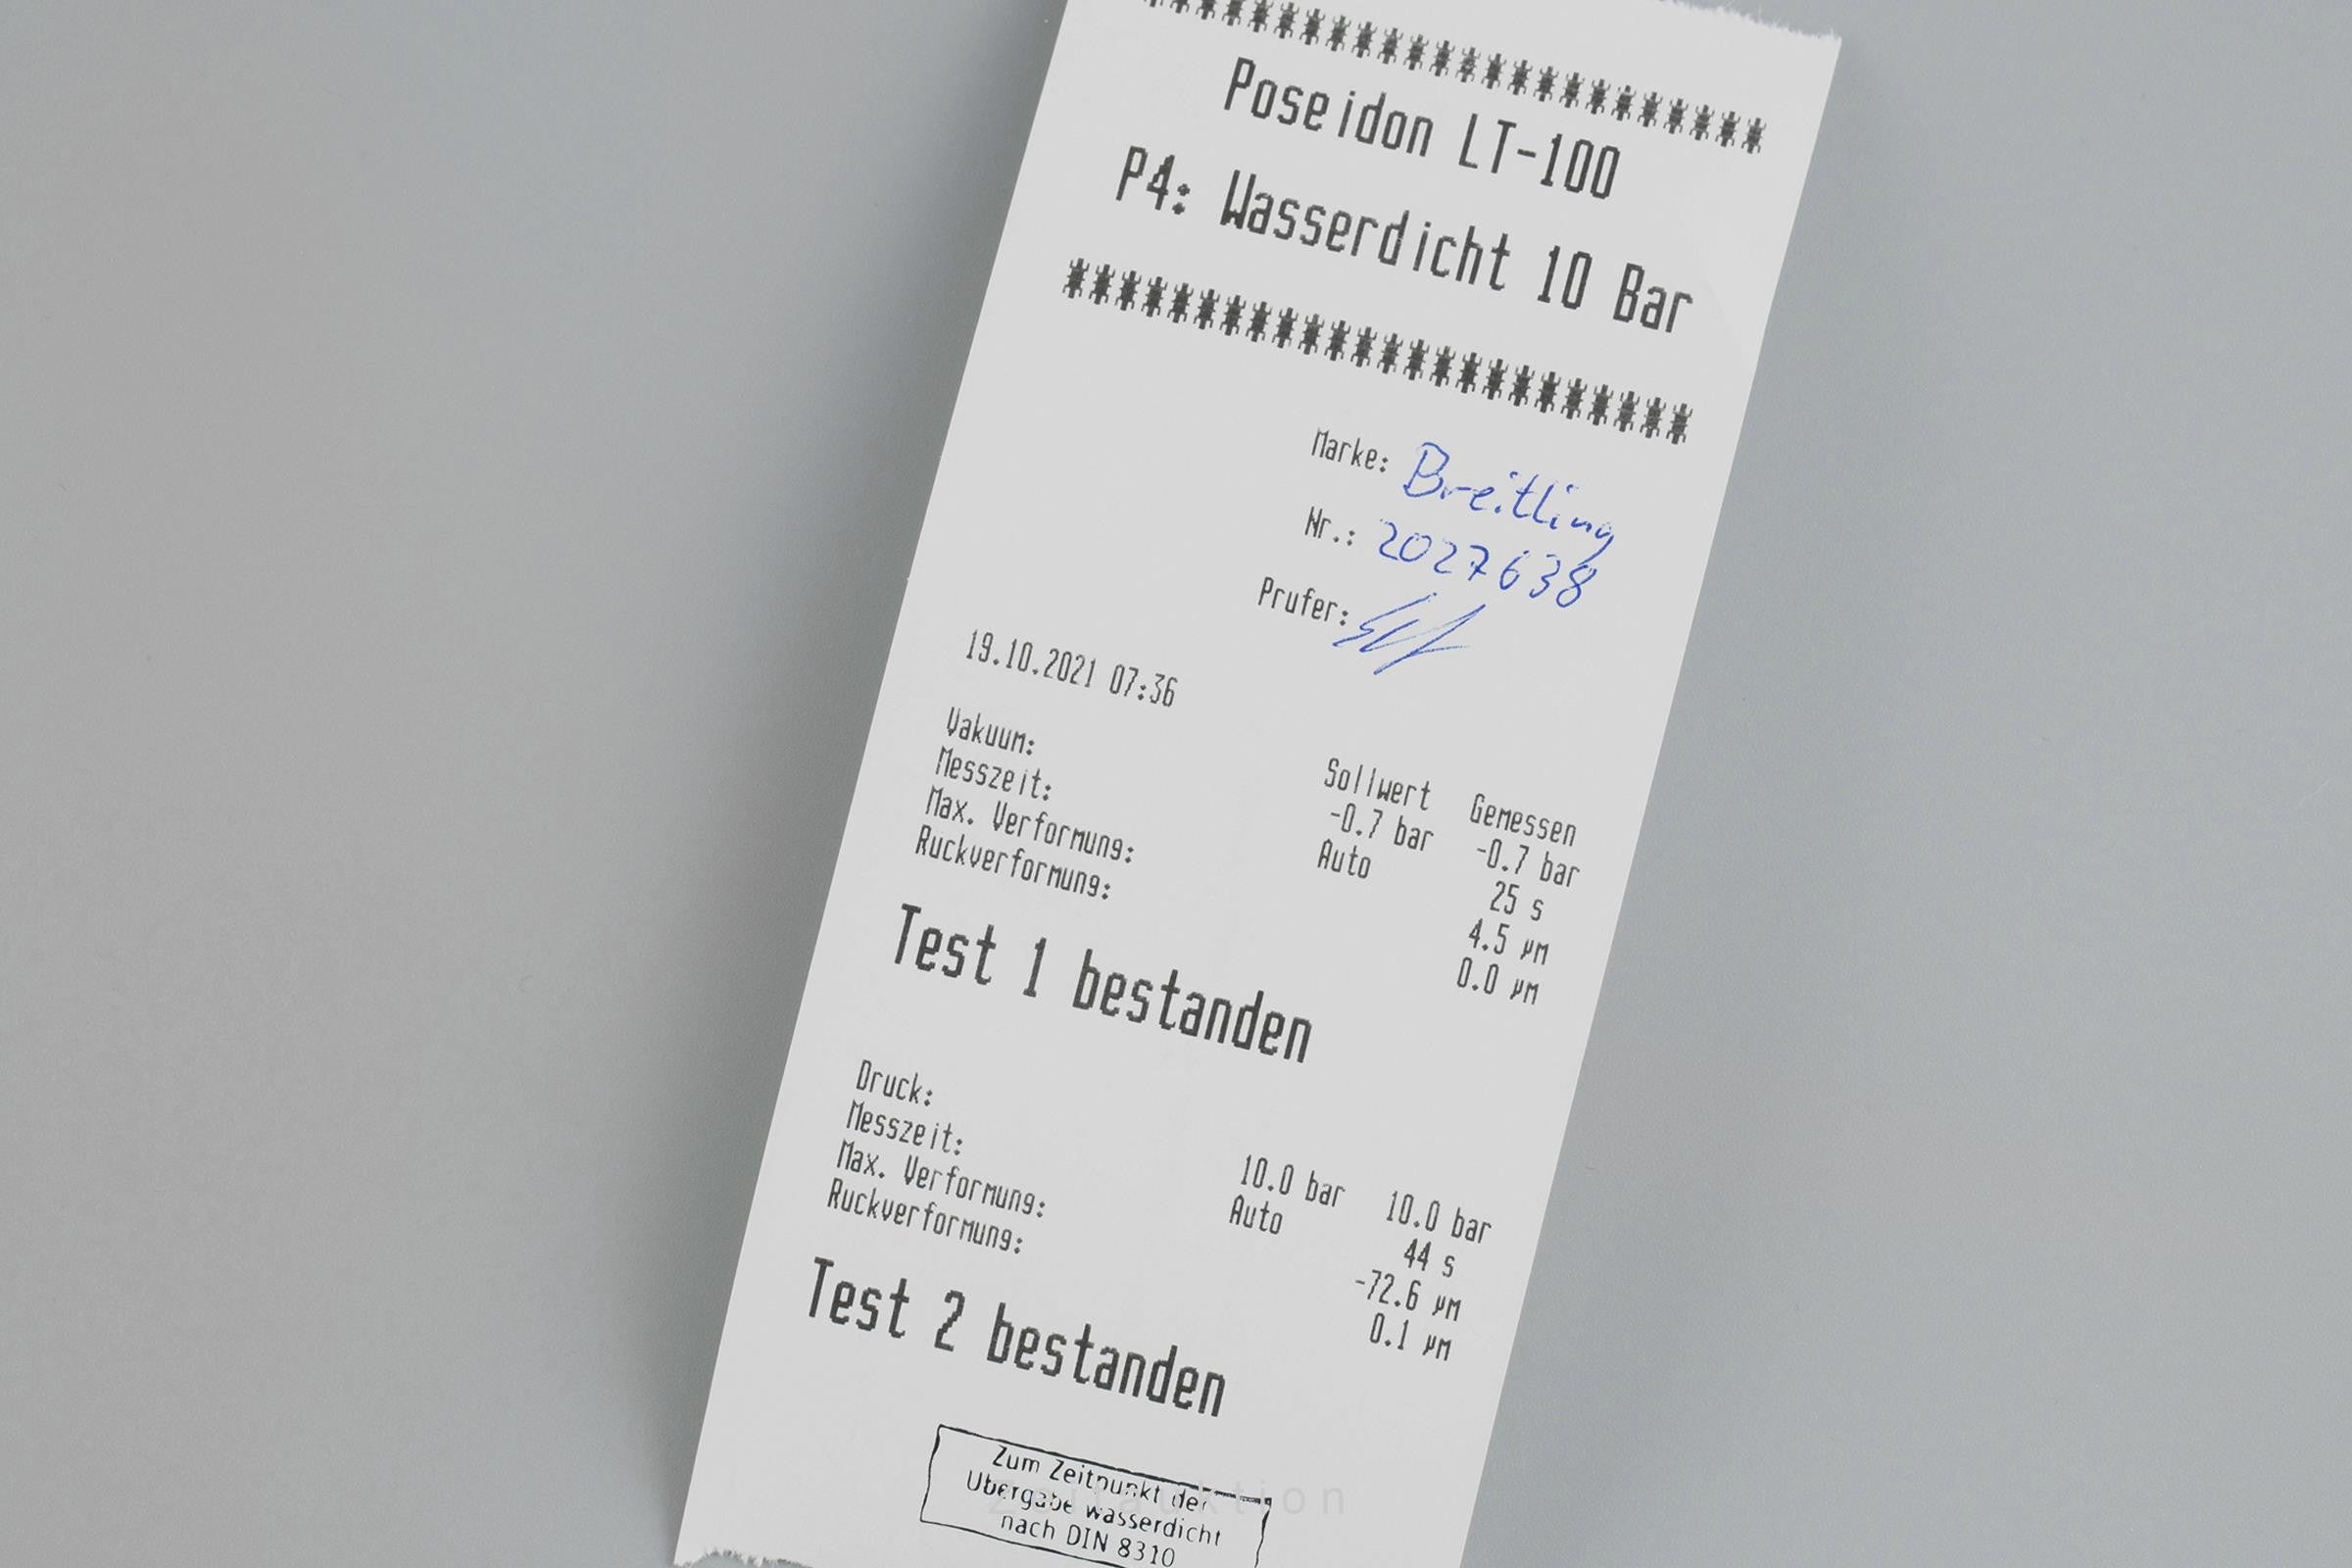 Poseidon LT-100
P4: Wasserdicht 10 Bar
Marke: Breitling
Nr.: 2027638
Prufer:
19.10.2021 07:36
Sollwert Gemessen
Vakuum: -0.7 bar -0.7 bar
Messzeit: Auto 25 s
Max. Verformung: 4.5 µm
Ruckverformung: 0.0 µm
Test 1 bestanden
Druck: 10.0 bar 10.0 bar
Messzeit: Auto 44 s
Max. Verformung: -72.6 µm
Ruckverformung: 0.1 µm
Test 2 bestanden
Zum Zeitpunkt der
Übergabe wasserdicht
nach DIN 8310
Zeitauktion